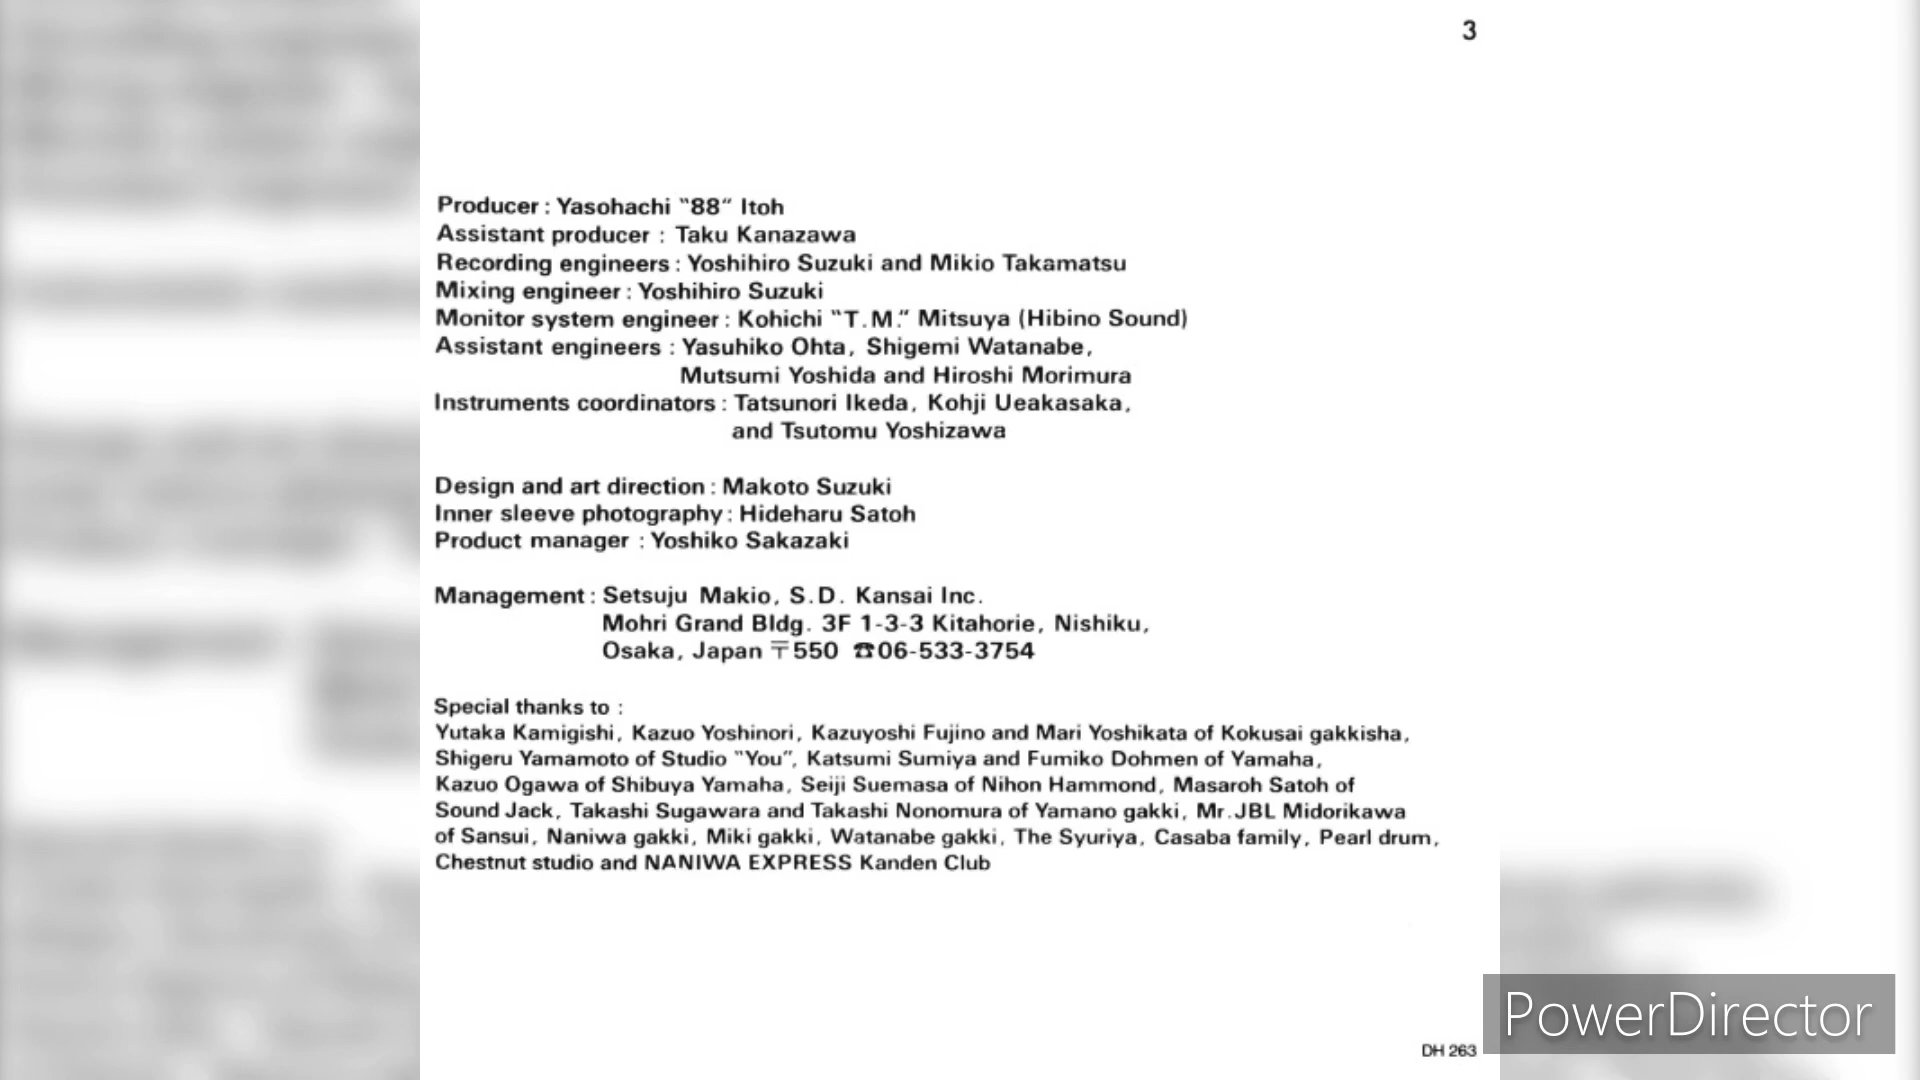 3
Producer : Yasohachi "88" Itoh
Assistant producer : Taku Kanazawa
Recording engineers : Yoshihiro Suzuki and Mikio Takamatsu
Mixing engineer : Yoshihiro Suzuki
Monitor system engineer : Kohichi "T.M." Mitsuya (Hibino Sound)
Assistant engineers : Yasuhiko Ohta, Shigemi Watanabe,
Mutsumi Yoshida and Hiroshi Morimura
Instruments coordinators : Tatsunori Ikeda, Kohji Ueakasaka,
and Tsutomu Yoshizawa
Design and art direction : Makoto Suzuki
Inner sleeve photography : Hideharu Satoh
Product manager : Yoshiko Sakazaki
Management : Setsuju Makio, S.D. Kansai Inc.
Mohri Grand Bldg. 3F 1-3-3 Kitahorie, Nishiku,
Osaka, Japan 〒550 ☎06-533-3754
Special thanks to :
Yutaka Kamigishi, Kazuo Yoshinori, Kazuyoshi Fujino and Mari Yoshikata of Kokusai gakkisha,
Shigeru Yamamoto of Studio "You", Katsumi Sumiya and Fumiko Dohmen of Yamaha,
Kazuo Ogawa of Shibuya Yamaha, Seiji Suemasa of Nihon Hammond, Masaroh Satoh of
Sound Jack, Takashi Sugawara and Takashi Nonomura of Yamano gakki, Mr.JBL Midorikawa
of Sansui, Naniwa gakki, Miki gakki, Watanabe gakki, The Syuriya, Casaba family, Pearl drum,
Chestnut studio and NANIWA EXPRESS Kanden Club
PowerDirector
DH 263